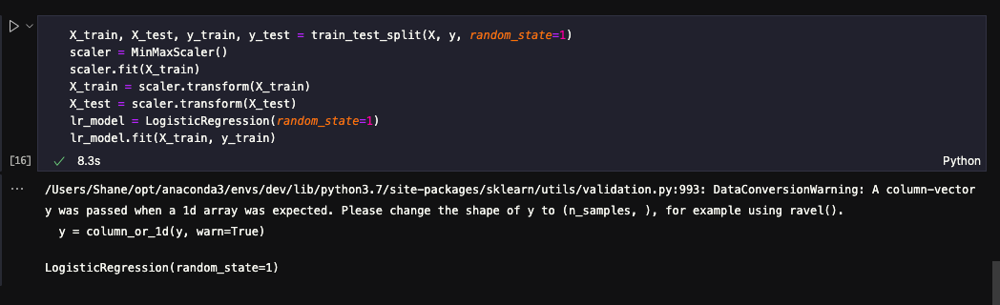 X_train, X_test, y_train, y_test = train_test_split(X, y, random_state=1)
scaler = MinMaxScaler()
scaler.fit(X_train)
X_train = scaler.transform(X_train)
X_test = scaler.transform(X_test)
lr_model = LogisticRegression(random_state=1)
lr_model.fit(X_train, y_train)
[16] 8.3s Python
/Users/Shane/opt/anaconda3/envs/dev/lib/python3.7/site-packages/sklearn/utils/validation.py:993: DataConversionWarning: A column-vector
y was passed when a 1d array was expected. Please change the shape of y to (n_samples, ), for example using ravel().
  y = column_or_1d(y, warn=True)
LogisticRegression(random_state=1)